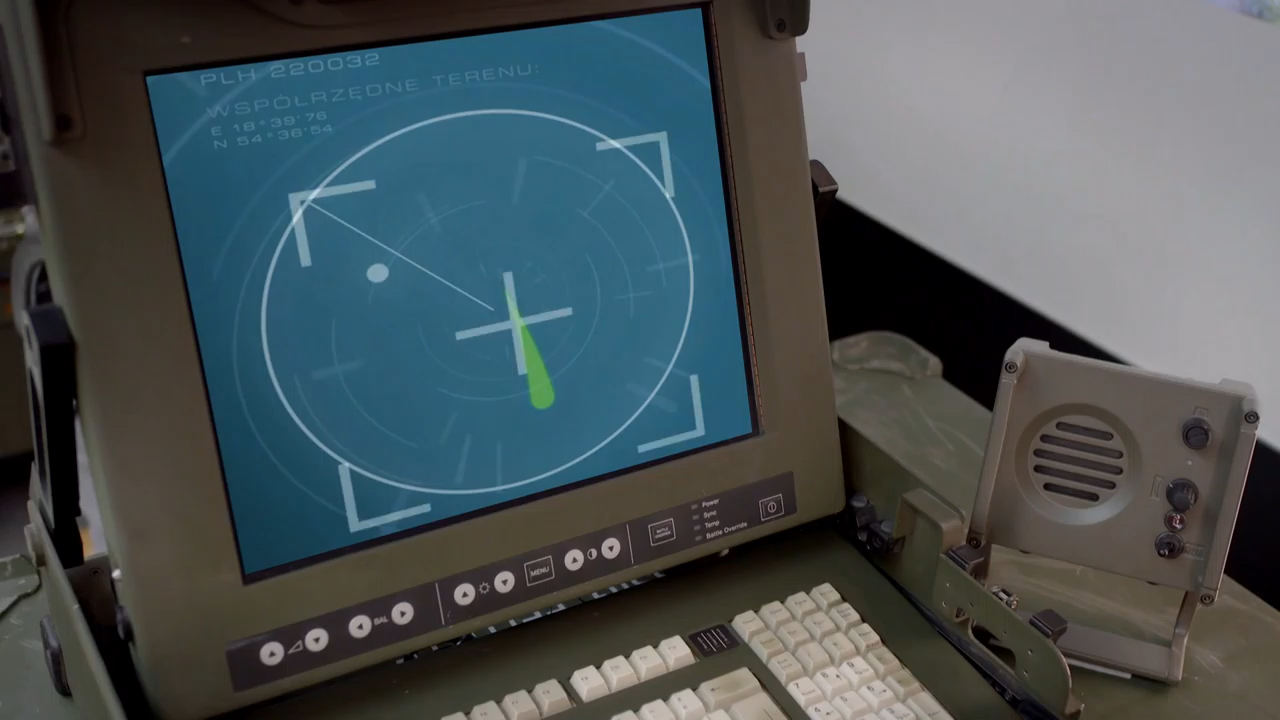 PLH 220032
WSPÓŁRZĘDNE TERENU:
E 18°39'76
N 54°36'54
Power
Sync
Temp
Battle Override
MENU
BAL